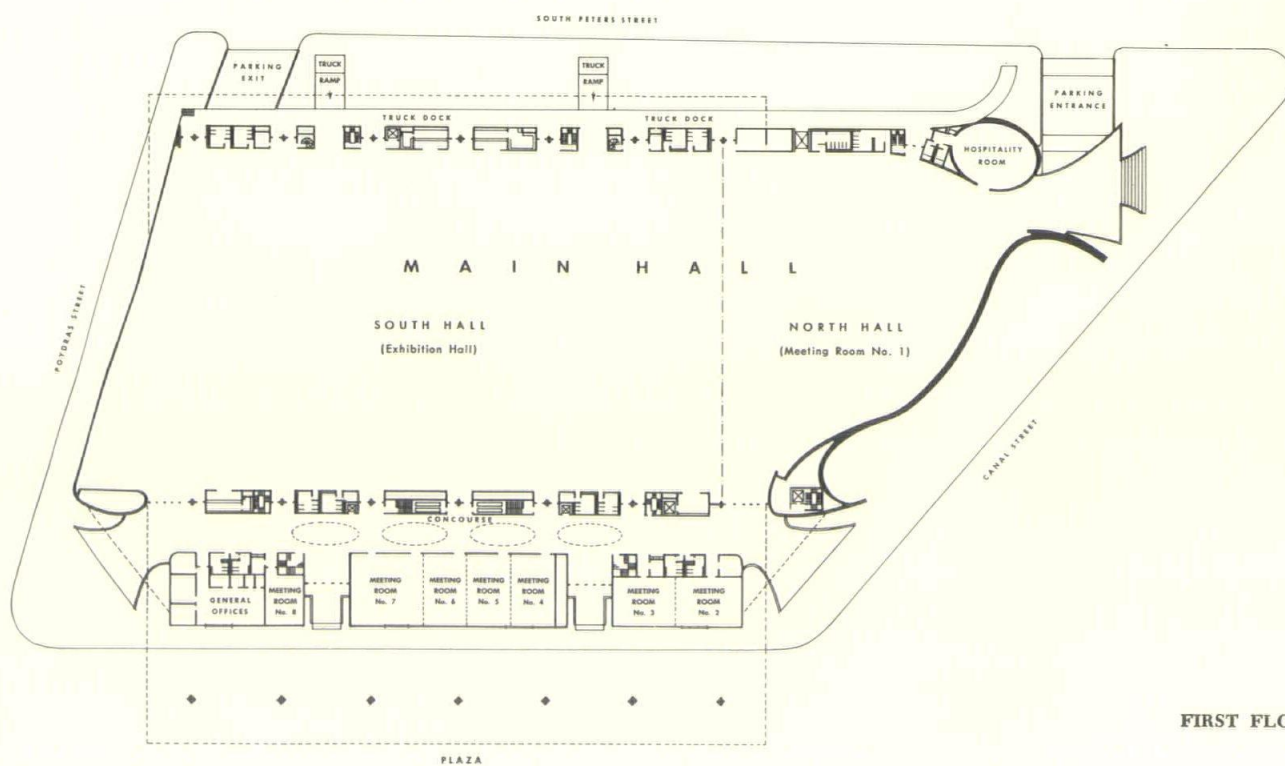 SOUTH PETERS STREET
PARKING
EXIT
TRUCK
RAMP
TRUCK
RAMP
PARKING
ENTRANCE
TRUCK DOCK
TRUCK DOCK
HOSPITALITY
ROOM
MAIN HALL
POYDRAS STREET
SOUTH HALL
(Exhibition Hall)
NORTH HALL
(Meeting Room No. 1)
CANAL STREET
CONCOURSE
GENERAL
OFFICES
MEETING
ROOM
No. 8
MEETING
ROOM
No. 7
MEETING
ROOM
No. 6
MEETING
ROOM
No. 5
MEETING
ROOM
No. 4
MEETING
ROOM
No. 3
MEETING
ROOM
No. 2
FIRST FLO
PLAZA